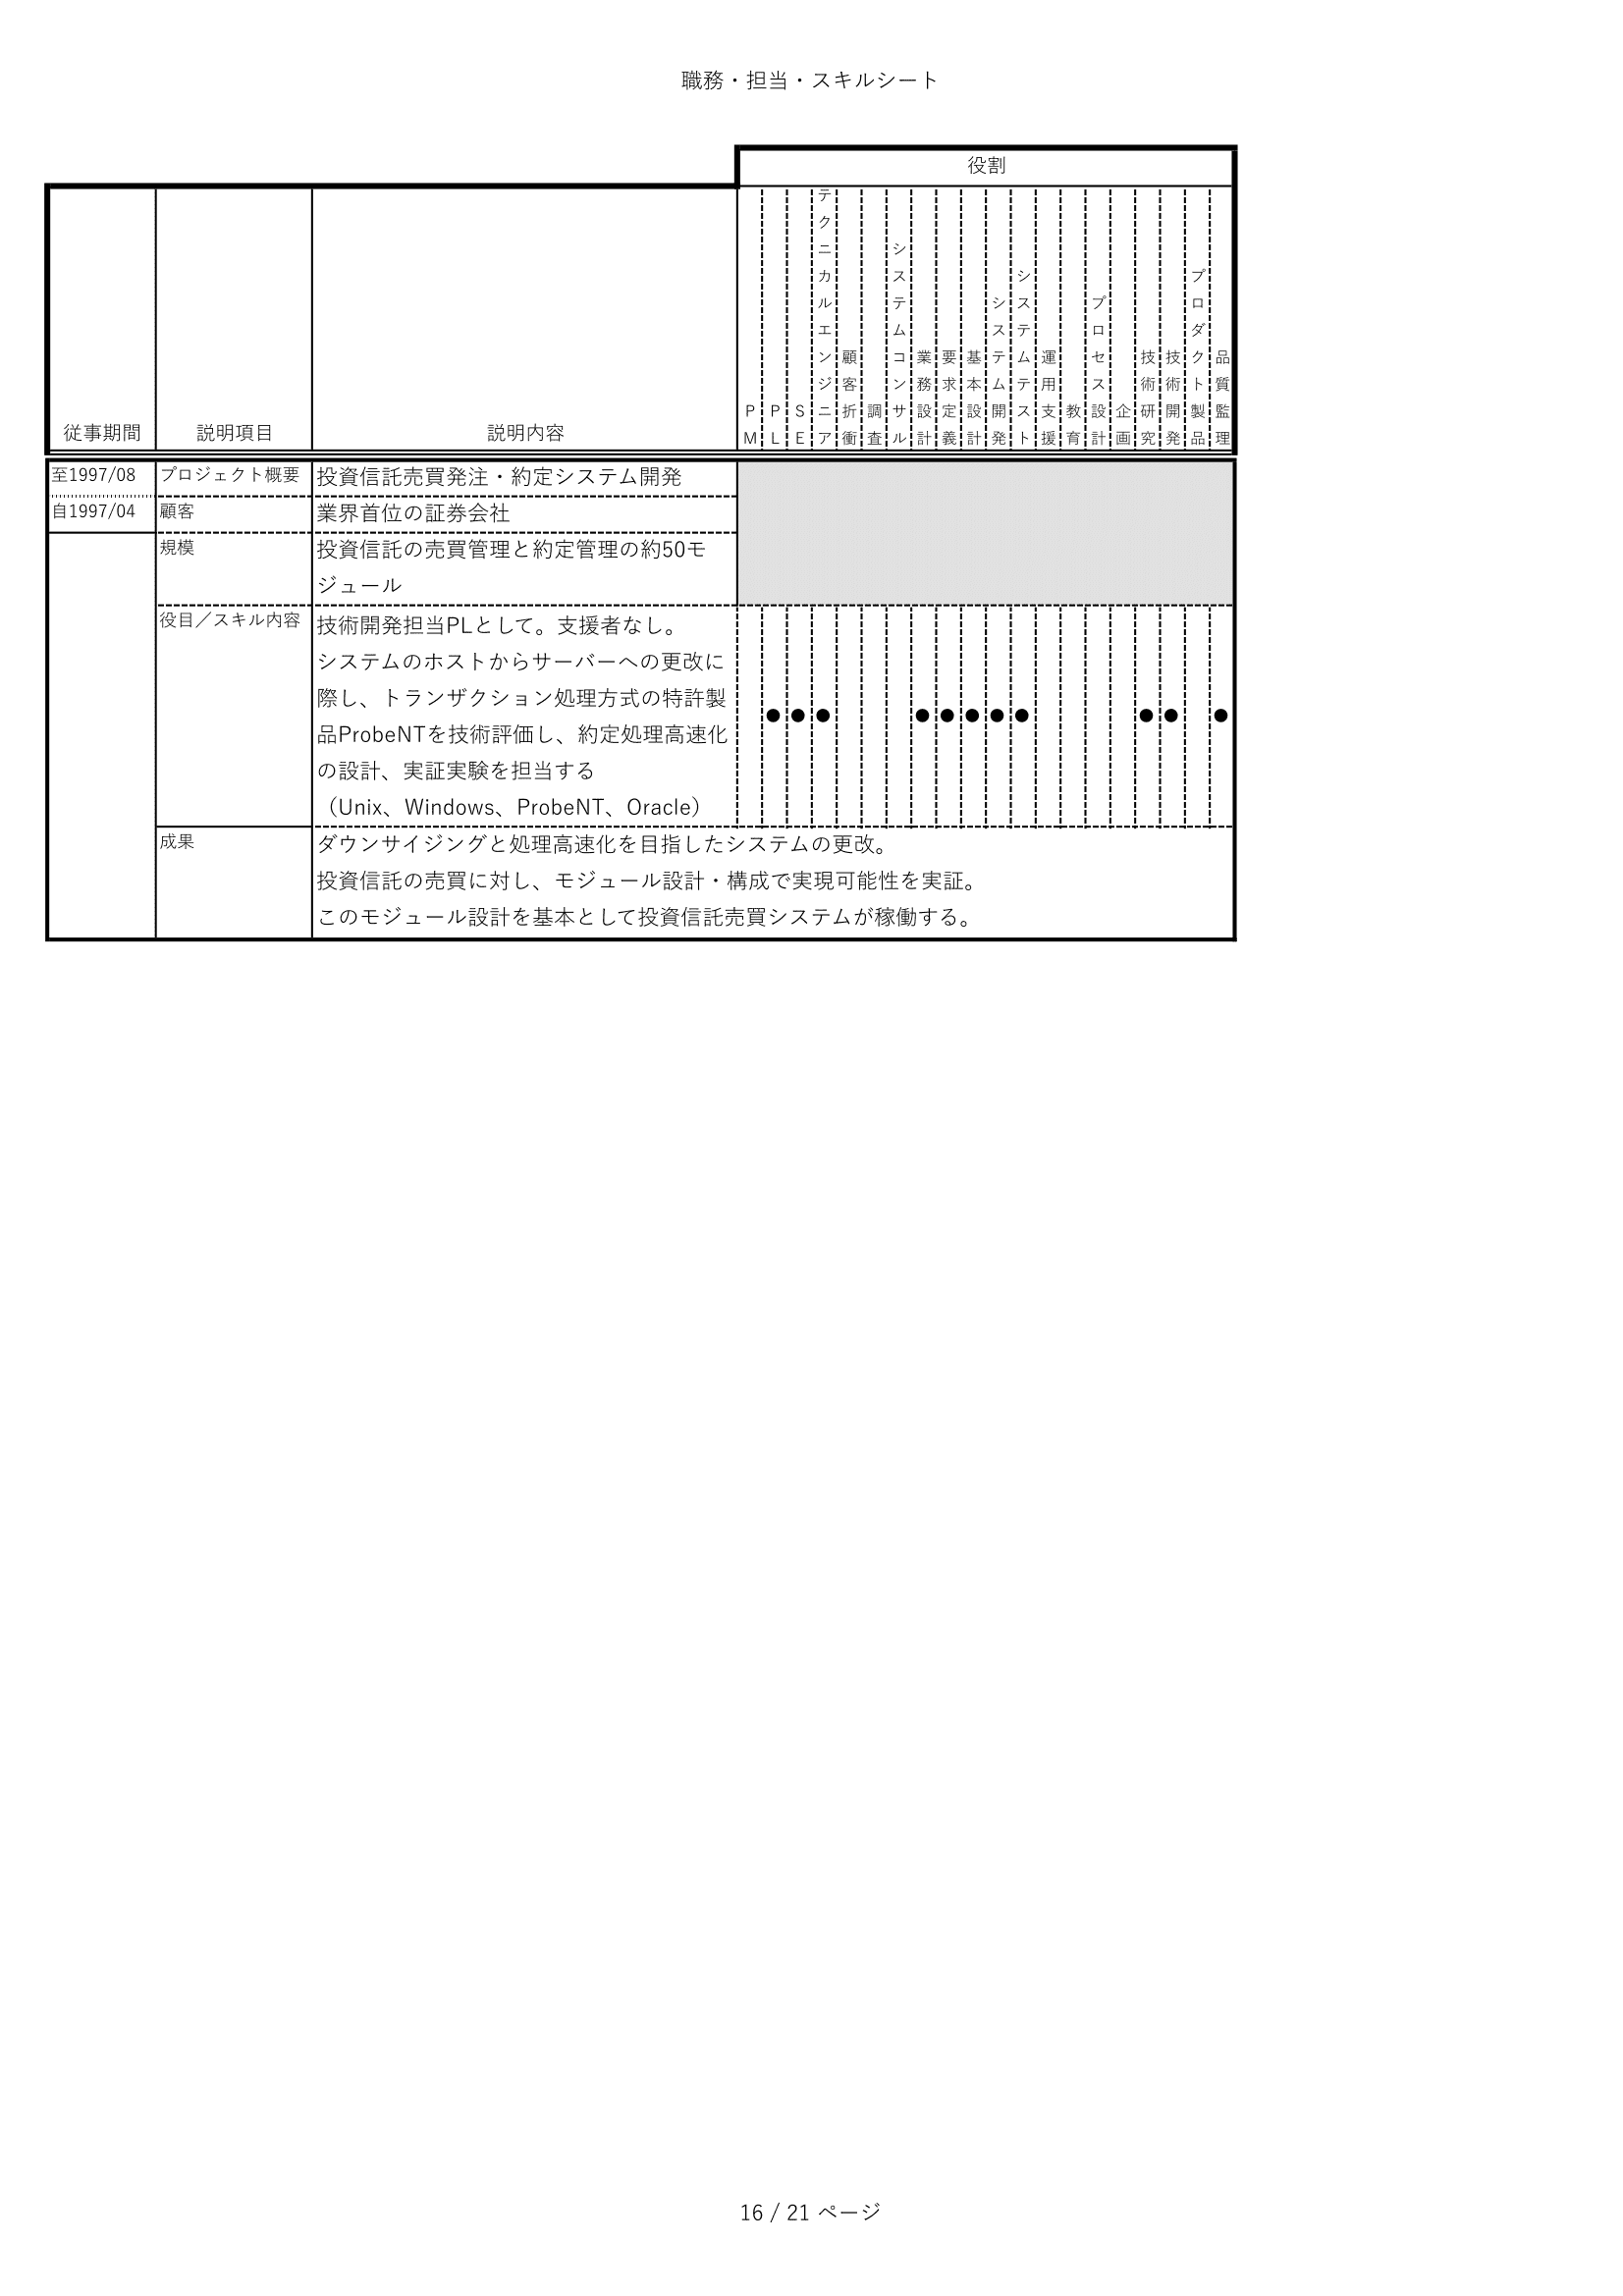 職務・担当・スキルシート
役割
従事期間
説明項目
説明内容
PM
PL
SE
テクニカルエンジニア
顧客折衝
調査
システムコンサル
業務設計
要求定義
基本設計
システム開発
システムテスト
運用支援
教育
プロセス設計
企画
技術研究
技術開発
プロダクト製品
品質監理
至1997/08
プロジェクト概要
投資信託売買発注・約定システム開発
自1997/04
顧客
業界首位の証券会社
規模
投資信託の売買管理と約定管理の約50モ
ジュール
役目／スキル内容
技術開発担当PLとして。支援者なし。
システムのホストからサーバーへの更改に
際し、トランザクション処理方式の特許製
品ProbeNTを技術評価し、約定処理高速化
の設計、実証実験を担当する
（Unix、Windows、ProbeNT、Oracle）
● ● ● ● ● ● ● ● ● ● ●
成果
ダウンサイジングと処理高速化を目指したシステムの更改。
投資信託の売買に対し、モジュール設計・構成で実現可能性を実証。
このモジュール設計を基本として投資信託売買システムが稼働する。
16 / 21 ページ